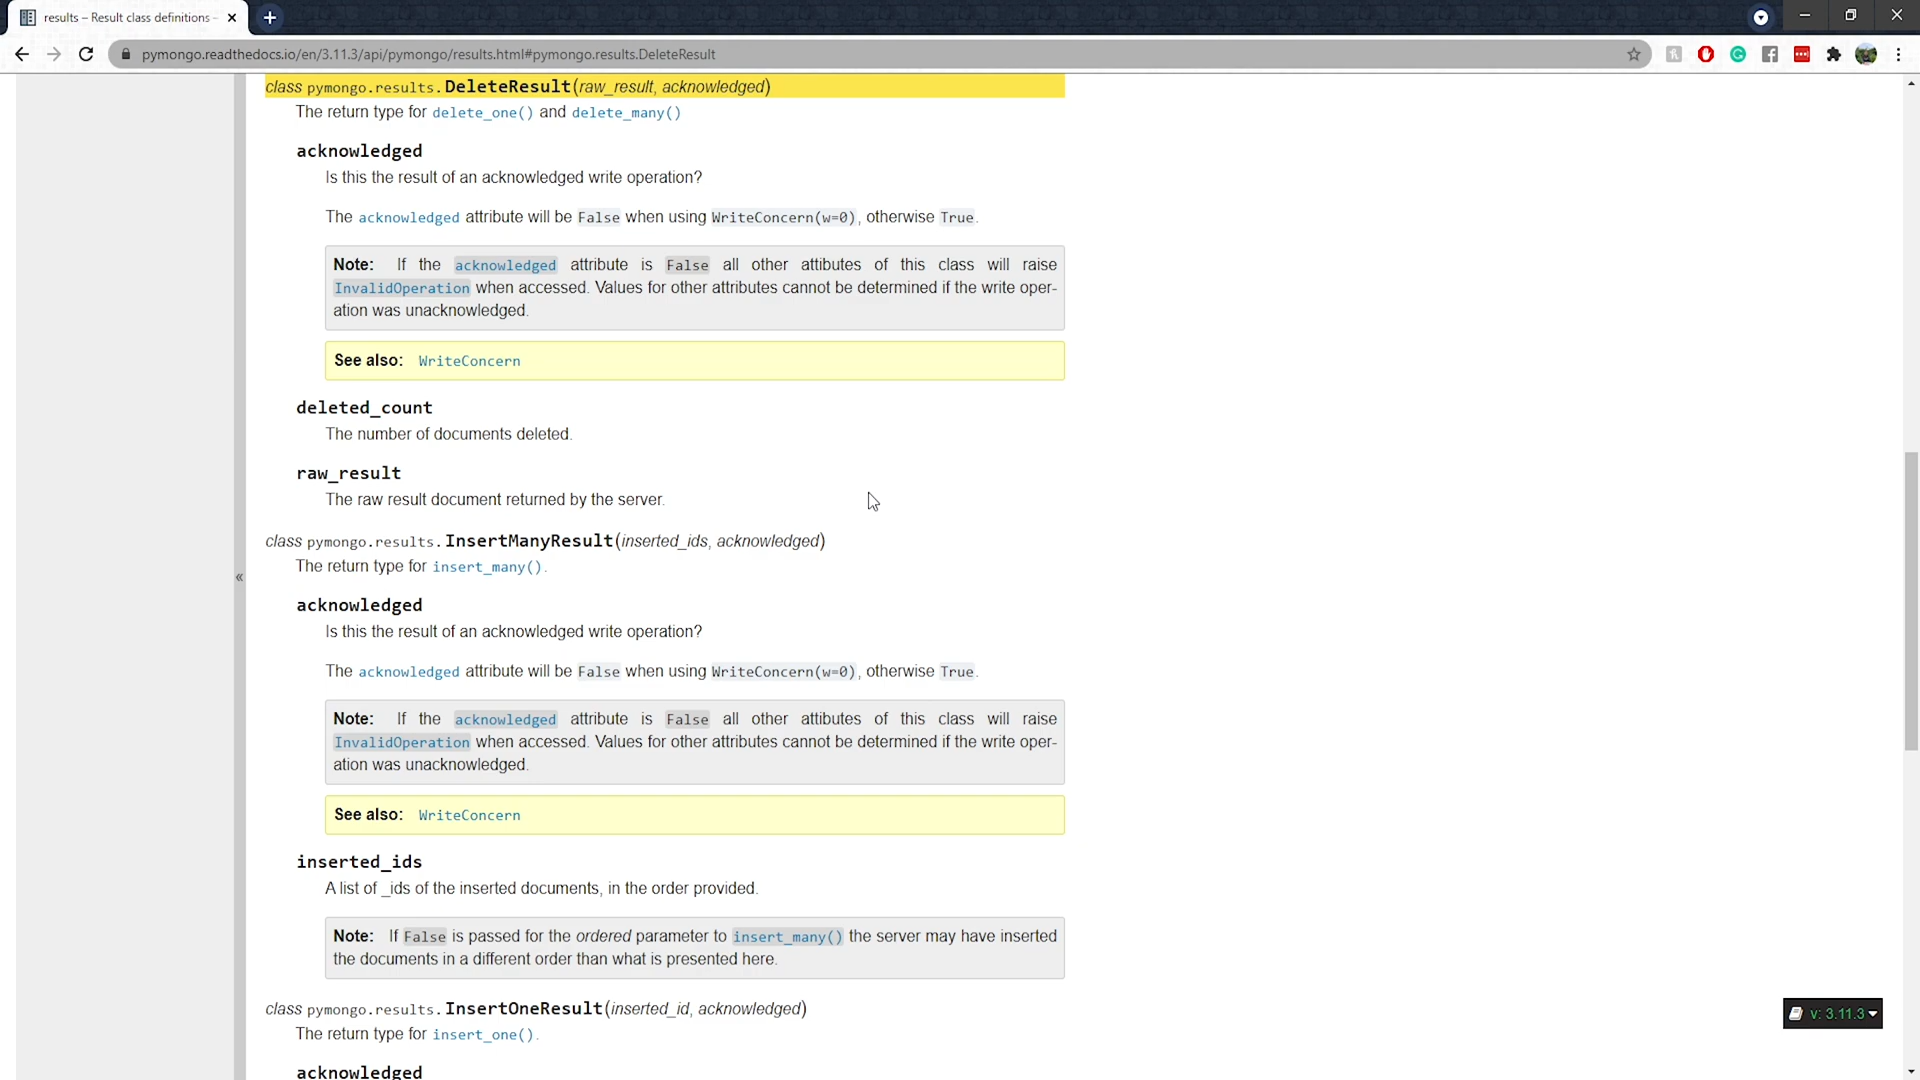 results – Result class definitions –
pymongo.readthedocs.io/en/3.11.3/api/pymongo/results.html#pymongo.results.DeleteResult
class pymongo.results.DeleteResult(raw_result, acknowledged)
The return type for delete_one() and delete_many()
acknowledged
Is this the result of an acknowledged write operation?
The acknowledged attribute will be False when using WriteConcern(w=0), otherwise True.
Note: If the acknowledged attribute is False all other attibutes of this class will raise
InvalidOperation when accessed. Values for other attributes cannot be determined if the write oper-
ation was unacknowledged.
See also: WriteConcern
deleted_count
The number of documents deleted.
raw_result
The raw result document returned by the server.
class pymongo.results.InsertManyResult(inserted_ids, acknowledged)
The return type for insert_many().
«
acknowledged
Is this the result of an acknowledged write operation?
The acknowledged attribute will be False when using WriteConcern(w=0), otherwise True.
Note: If the acknowledged attribute is False all other attibutes of this class will raise
InvalidOperation when accessed. Values for other attributes cannot be determined if the write oper-
ation was unacknowledged.
See also: WriteConcern
inserted_ids
A list of _ids of the inserted documents, in the order provided.
Note: If False is passed for the ordered parameter to insert_many() the server may have inserted
the documents in a different order than what is presented here.
class pymongo.results.InsertOneResult(inserted_id, acknowledged)
The return type for insert_one().
acknowledged
v: 3.11.3